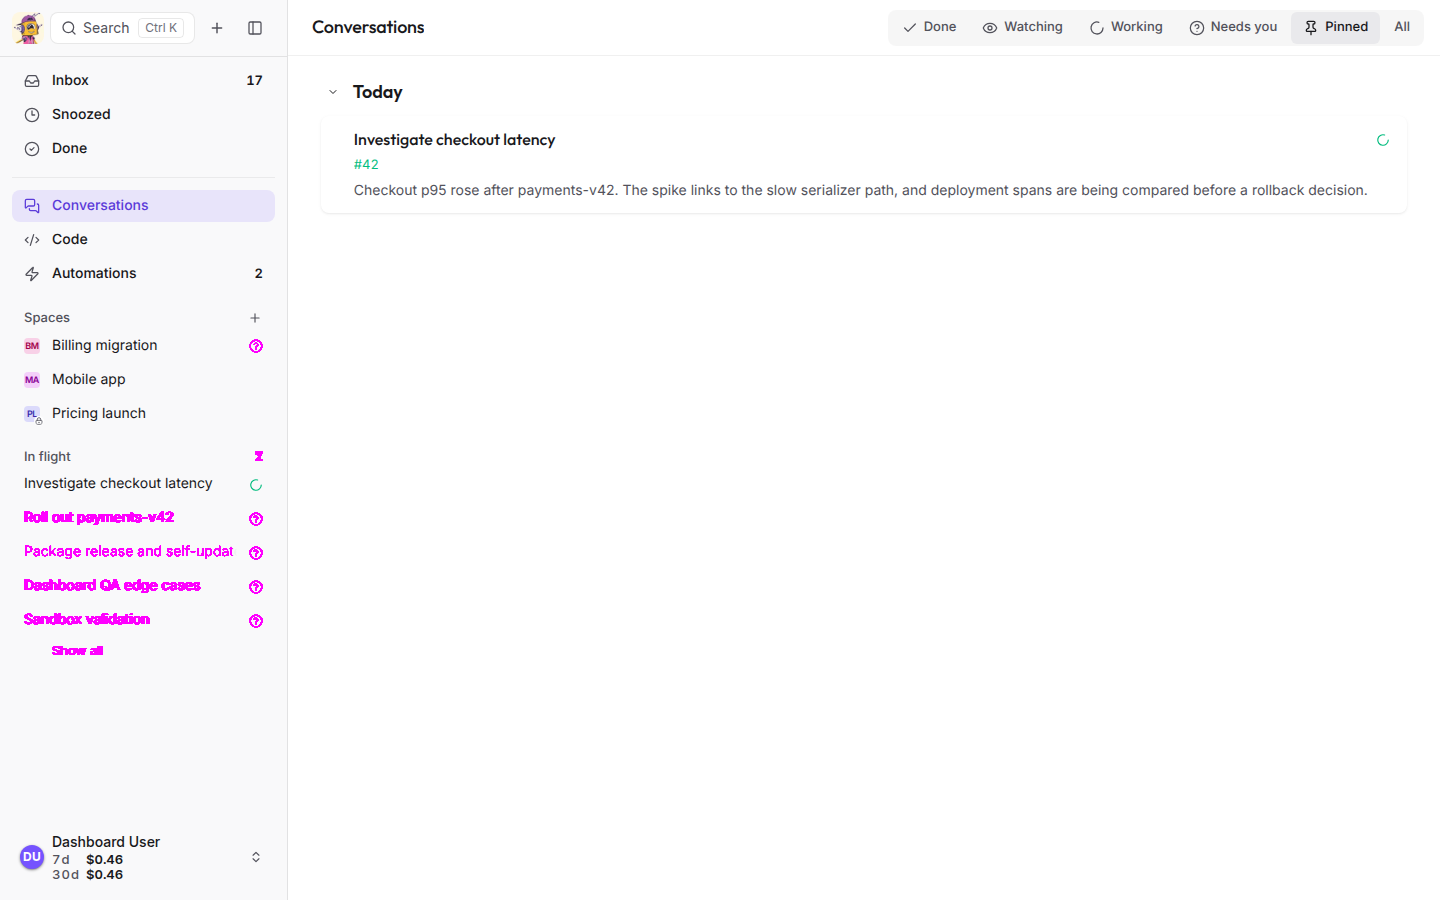 Search Ctrl K
Inbox 17
Snoozed
Done
Conversations
Code
Automations 2
Spaces
BM Billing migration
MA Mobile app
PL Pricing launch
In flight
Investigate checkout latency
Roll out payments-v42
Package release and self-updat
Dashboard QA edge cases
Sandbox validation
Show all
DU Dashboard User
7d $0.46
30d $0.46
Conversations
Done Watching Working Needs you Pinned All
Today
Investigate checkout latency
#42
Checkout p95 rose after payments-v42. The spike links to the slow serializer path, and deployment spans are being compared before a rollback decision.